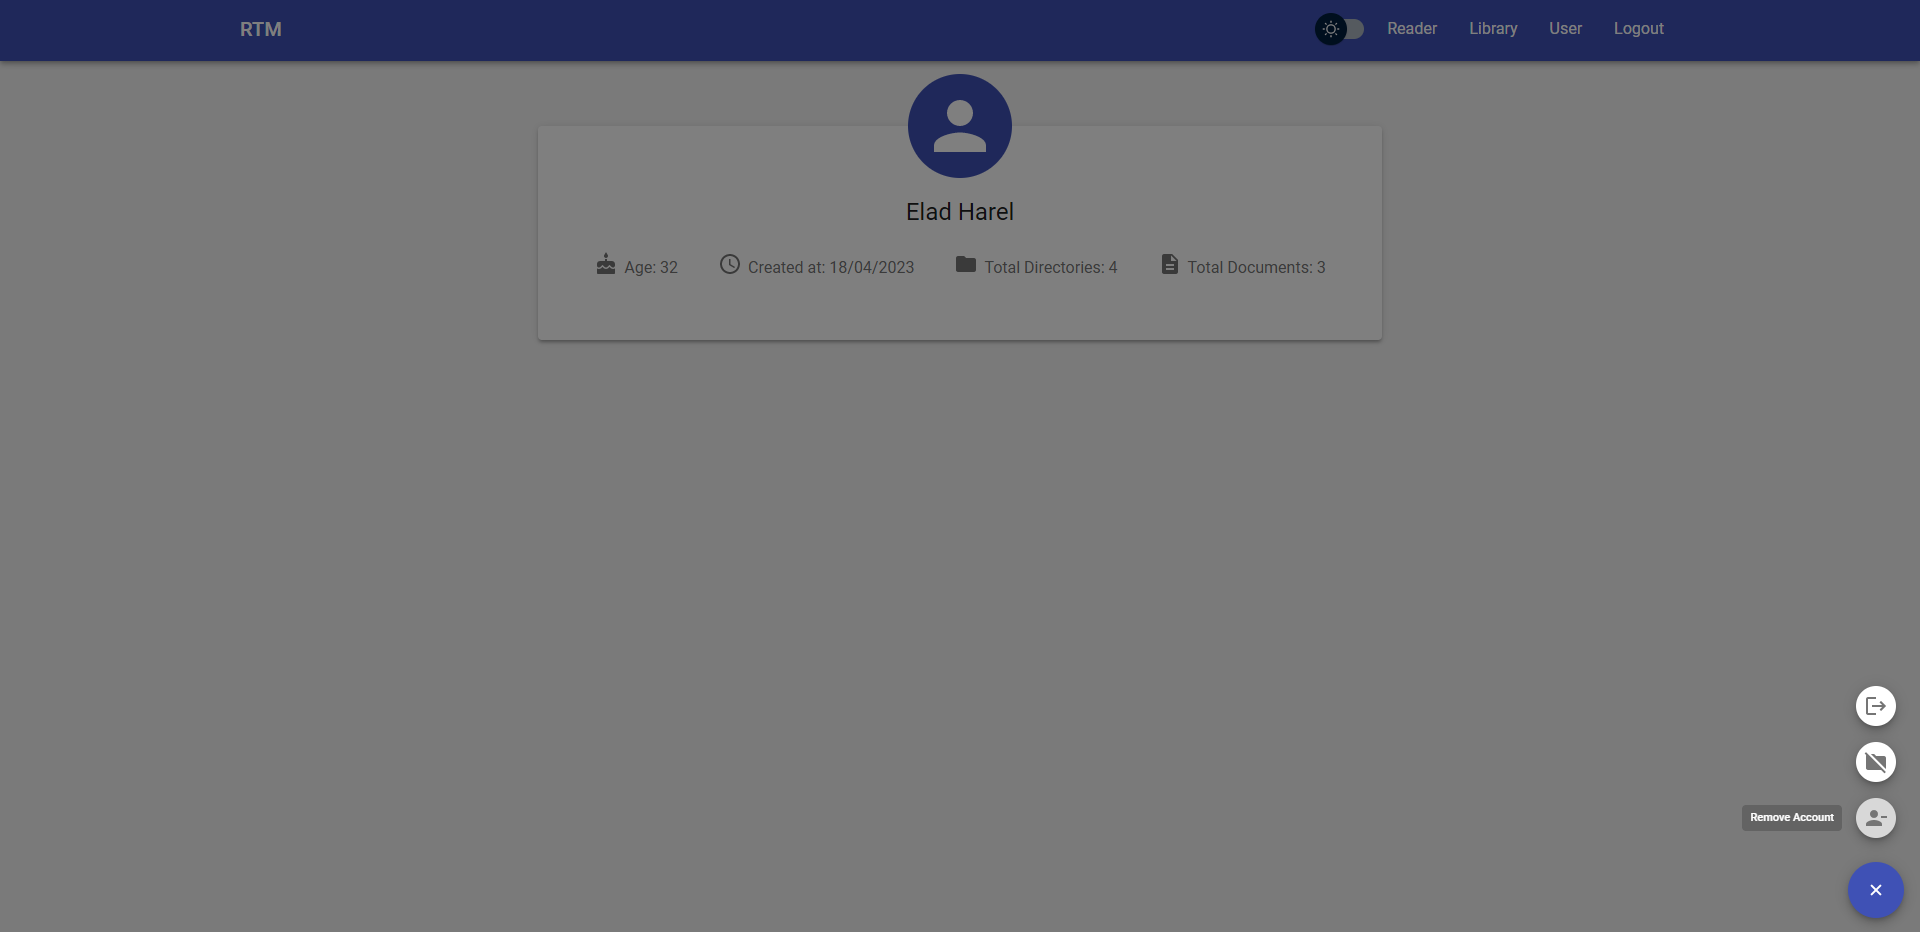 RTM
Reader
Library
User
Logout
Elad Harel
Age: 32
Created at: 18/04/2023
Total Directories: 4
Total Documents: 3
Remove Account